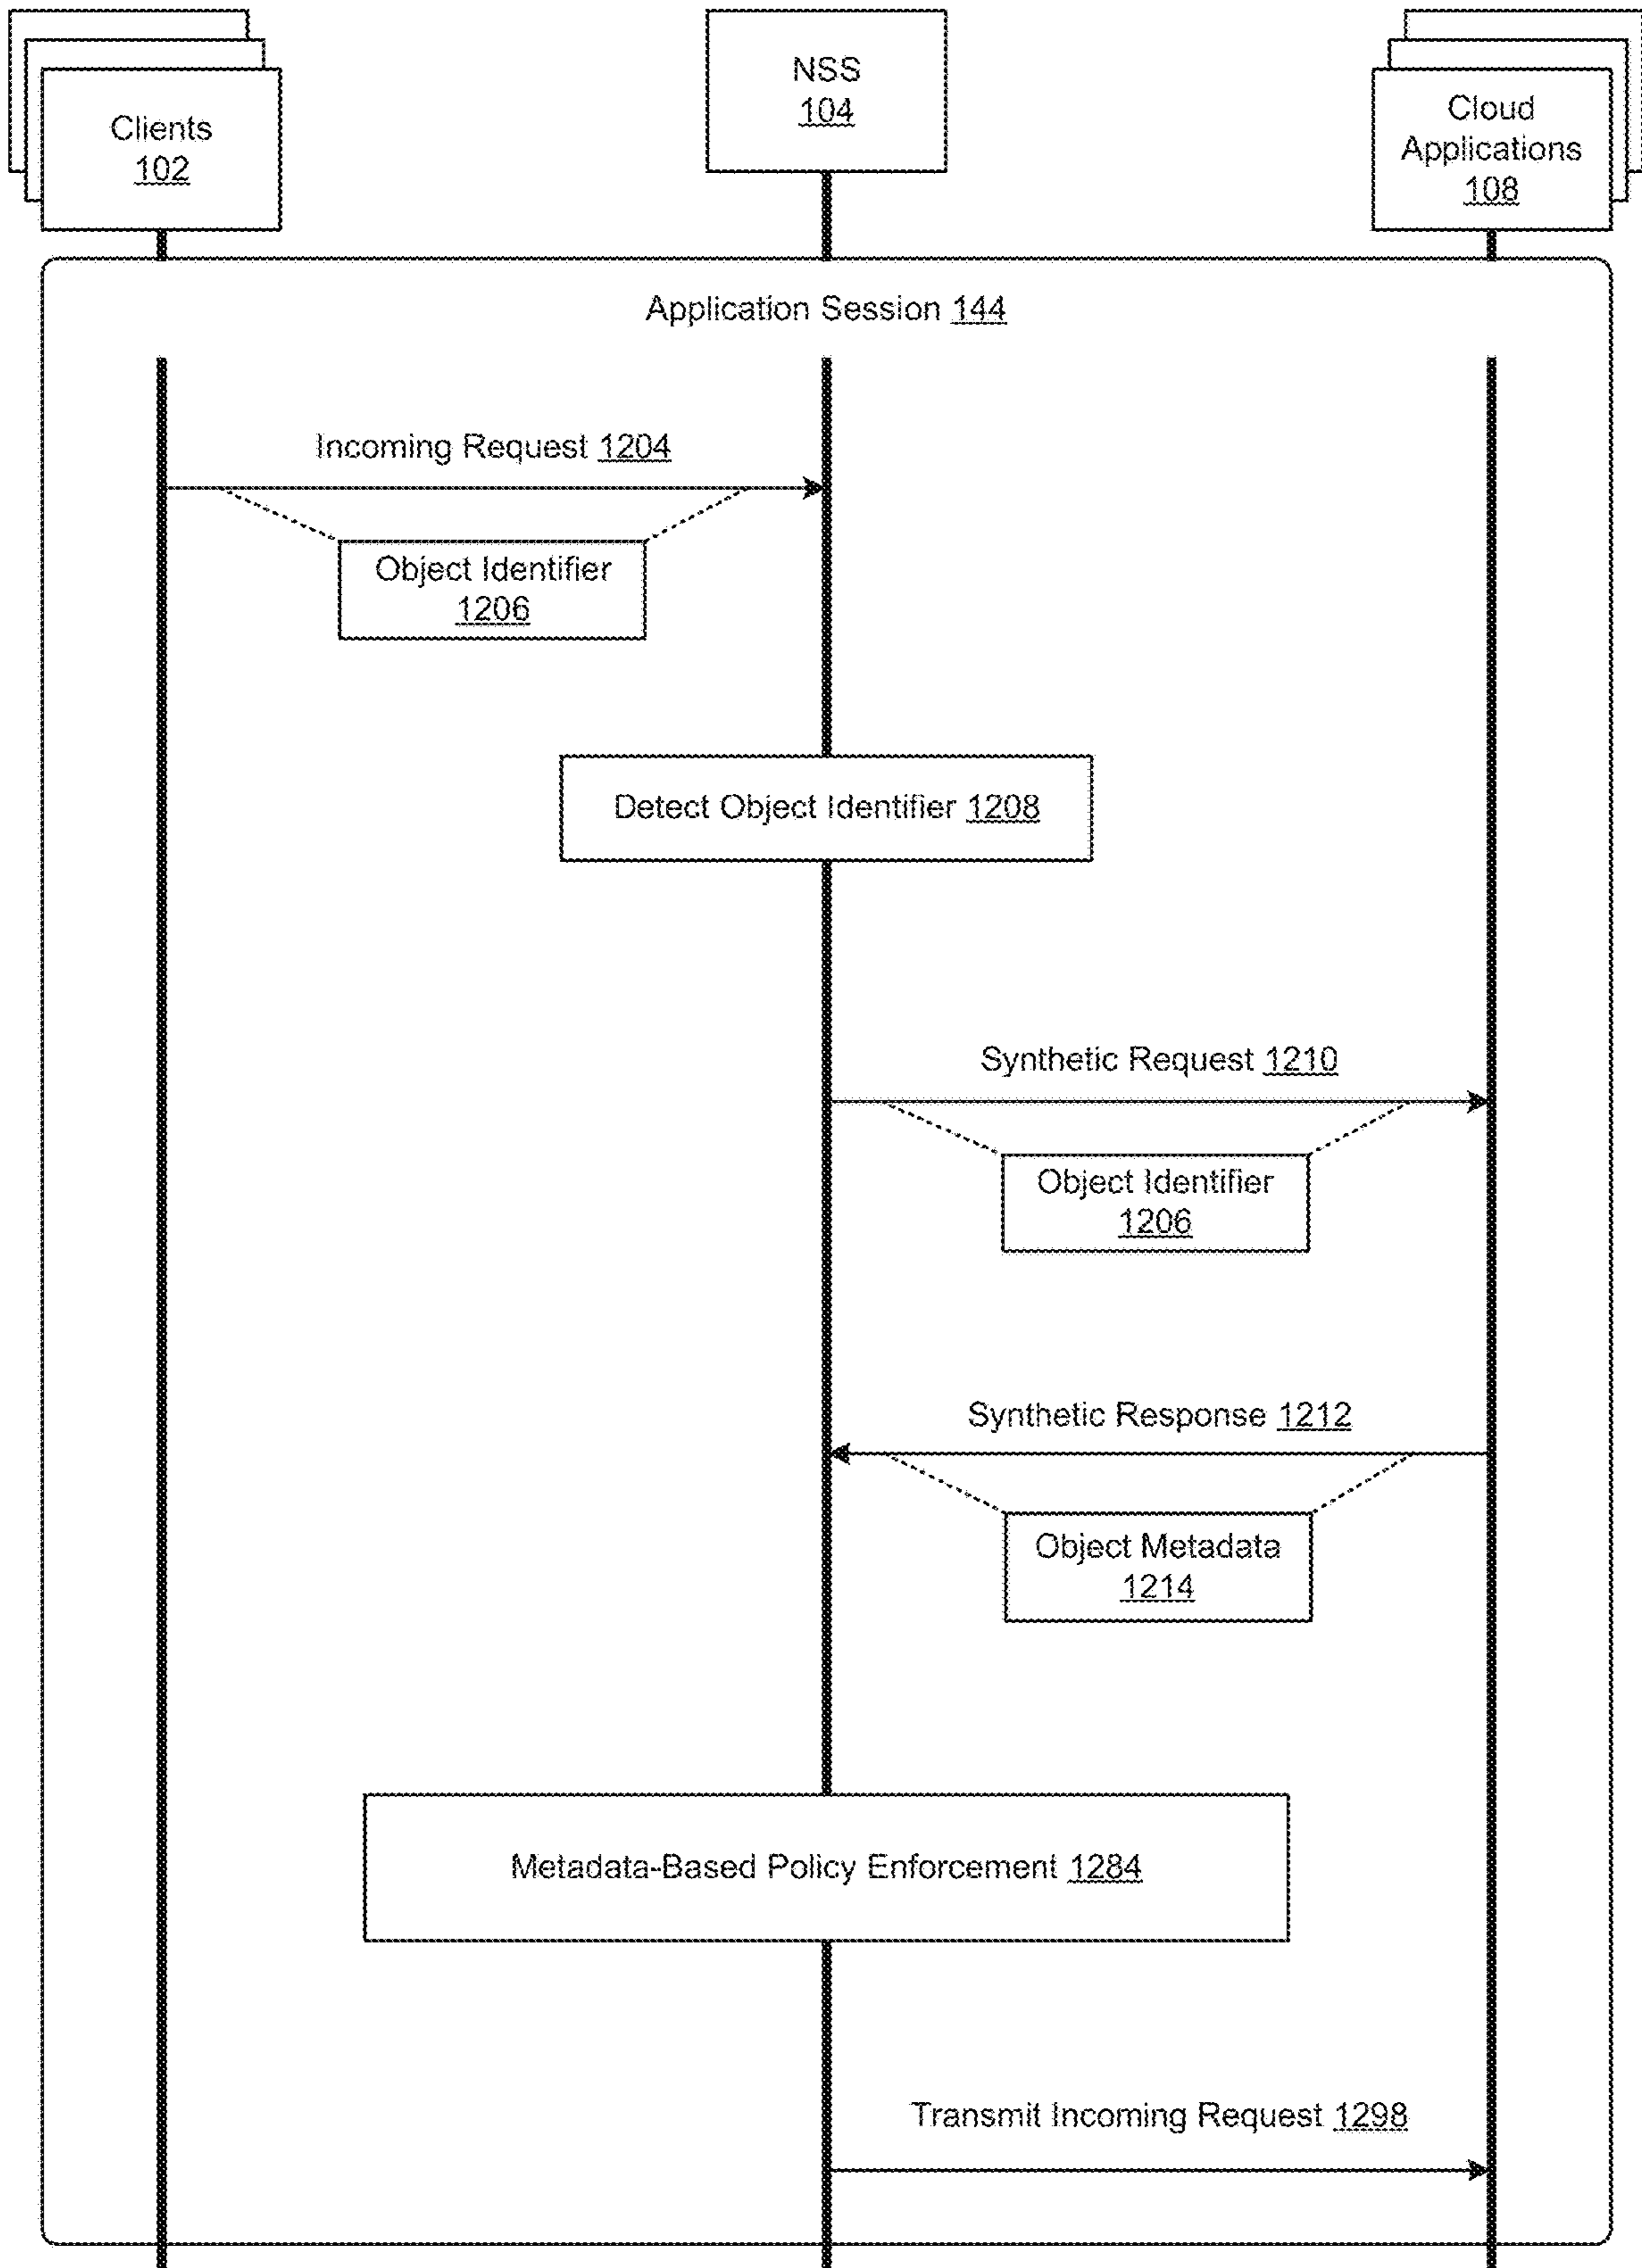 Clients
102
NSS
104
Cloud
Applications
108
Application Session 144
Incoming Request 1204
Object Identifier
1206
Detect Object Identifier 1208
Synthetic Request 1210
Object Identifier
1206
Synthetic Response 1212
Object Metadata
1214
Metadata-Based Policy Enforcement 1284
Transmit Incoming Request 1298